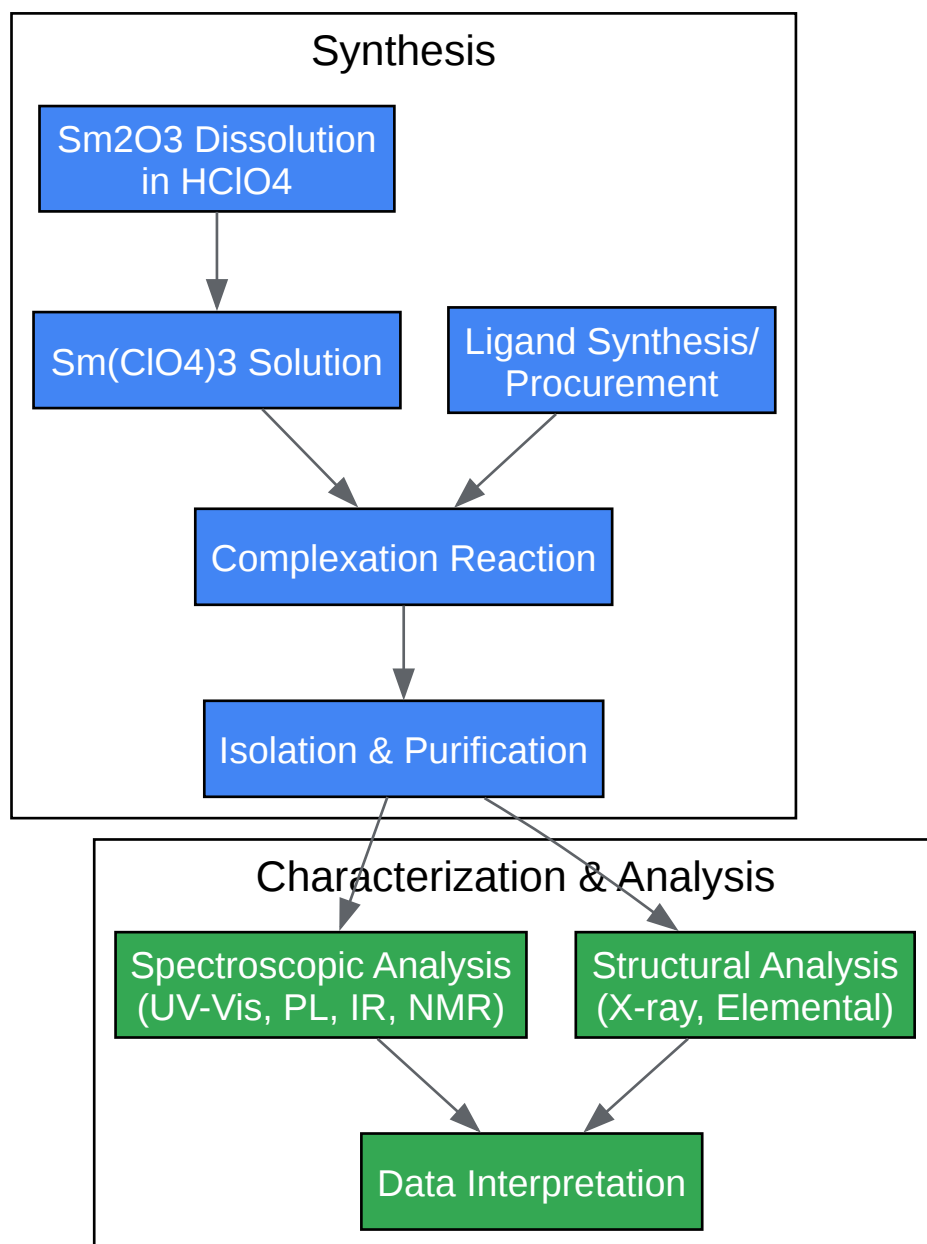 Synthesis
Sm2O3 Dissolution
in HClO4
Sm(ClO4)3 Solution
Ligand Synthesis/
Procurement
Complexation Reaction
Isolation & Purification
Characterization & Analysis
Spectroscopic Analysis
(UV-Vis, PL, IR, NMR)
Structural Analysis
(X-ray, Elemental)
Data Interpretation